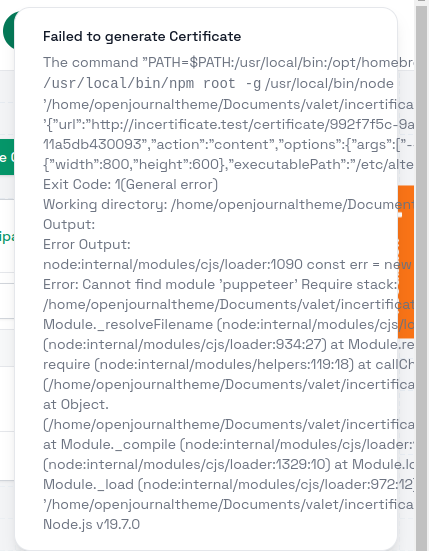 Failed to generate Certificate
The command "PATH=$PATH:/usr/local/bin:/opt/homebr
/usr/local/bin/npm root -g /usr/local/bin/node
'/home/openjournaltheme/Documents/valet/incertifica
'{"url":"http://incertificate.test/certificate/992f7f5c-9a
11a5db430093","action":"content","options":{"args":["-
{"width":800,"height":600},"executablePath":"/etc/alte
Exit Code: 1(General error)
Working directory: /home/openjournaltheme/Document
Output:
Error Output:
node:internal/modules/cjs/loader:1090 const err = new
Error: Cannot find module 'puppeteer' Require stack:
/home/openjournaltheme/Documents/valet/incertificat
Module._resolveFilename (node:internal/modules/cjs/lo
(node:internal/modules/cjs/loader:934:27) at Module.re
require (node:internal/modules/helpers:119:18) at callCh
(/home/openjournaltheme/Documents/valet/incertifica
at Object.
(/home/openjournaltheme/Documents/valet/incertifica
at Module._compile (node:internal/modules/cjs/loader:
(node:internal/modules/cjs/loader:1329:10) at Module.lo
Module._load (node:internal/modules/cjs/loader:972:12)
'/home/openjournaltheme/Documents/valet/incertifica
Node.js v19.7.0